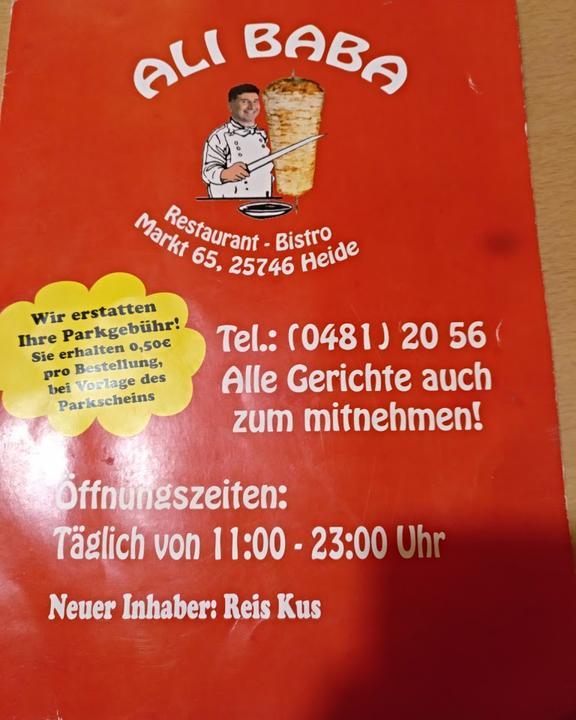 ALI BABA
Restaurant - Bistro
Markt 65, 25746 Heide
Wir erstatten
Ihre Parkgebühr!
Sie erhalten 0,50€
pro Bestellung,
bei Vorlage des
Parkscheins
Tel.: (0481) 20 56
Alle Gerichte auch
zum mitnehmen!
Öffnungszeiten:
Täglich von 11:00 - 23:00 Uhr
Neuer Inhaber: Reis Kus